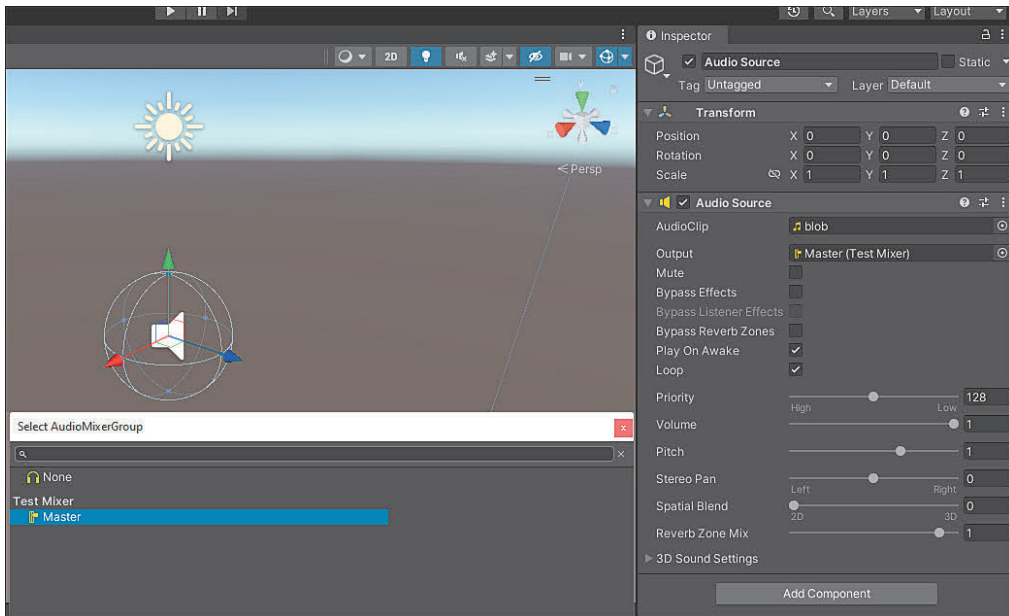 Layers Layout
Inspector
2D
Audio Source Static
Tag Untagged Layer Default
Transform
Position X 0 Y 0 Z 0
Rotation X 0 Y 0 Z 0
Scale X 1 Y 1 Z 1
y
Persp
Audio Source
AudioClip blob
Output Master (Test Mixer)
Mute
Bypass Effects
Bypass Listener Effects
Bypass Reverb Zones
Play On Awake
Loop
Priority 128
High Low
Volume 1
Pitch 1
Stereo Pan 0
Left Right
Spatial Blend 0
2D 3D
Reverb Zone Mix 1
3D Sound Settings
Add Component
Select AudioMixerGroup x
None
Test Mixer
Master